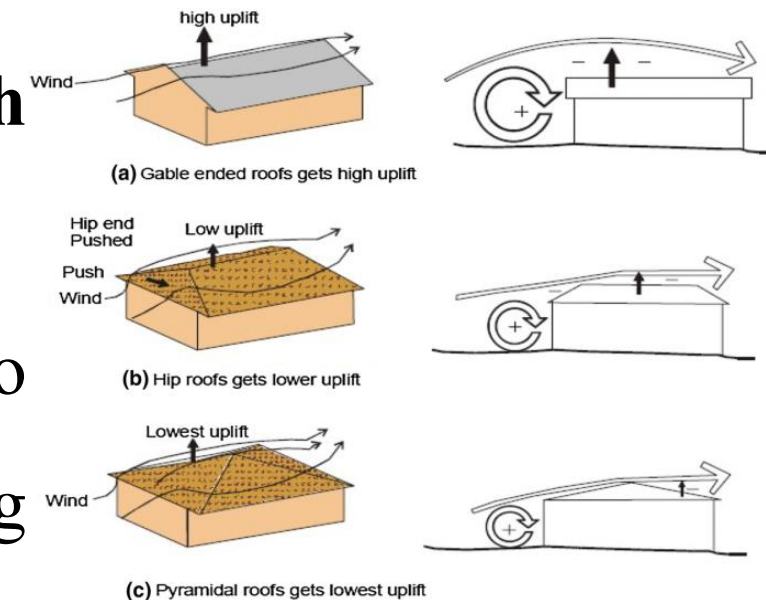 high uplift
Wind
h
+
(a) Gable ended roofs gets high uplift
Hip end
Pushed
Low uplift
Push
Wind
+
o
(b) Hip roofs gets lower uplift
Lowest uplift
Wind
g
+
(c) Pyramidal roofs gets lowest uplift